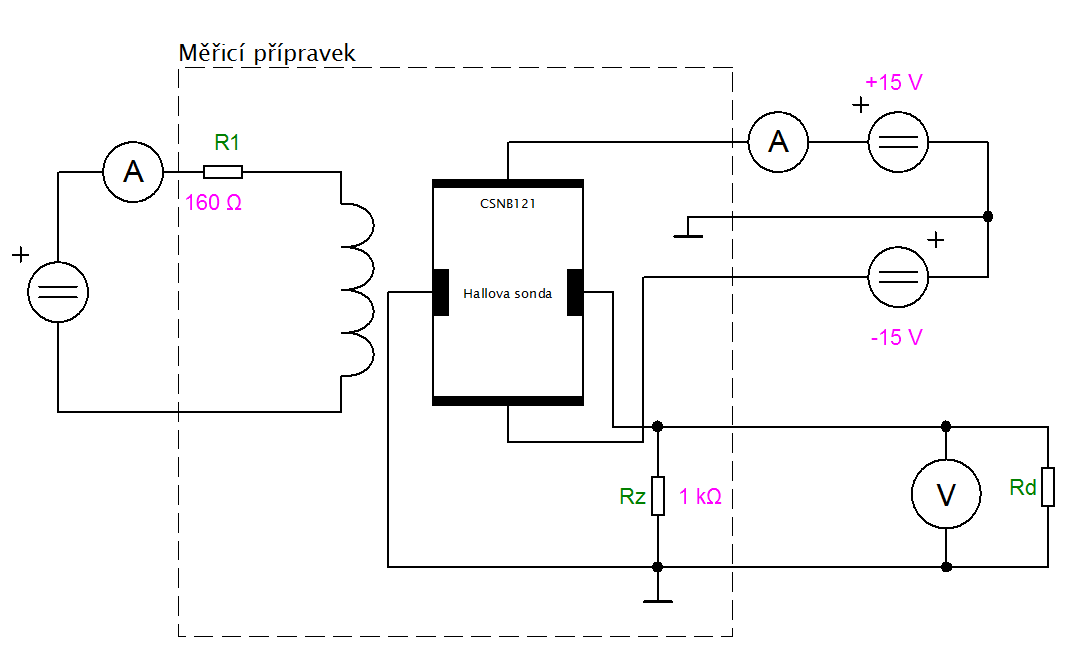 Měřicí přípravek
+15 V
+
A
R1
A
160 Ω
CSNB121
+
+
Hallova sonda
-15 V
Rz
1 kΩ
V
Rd